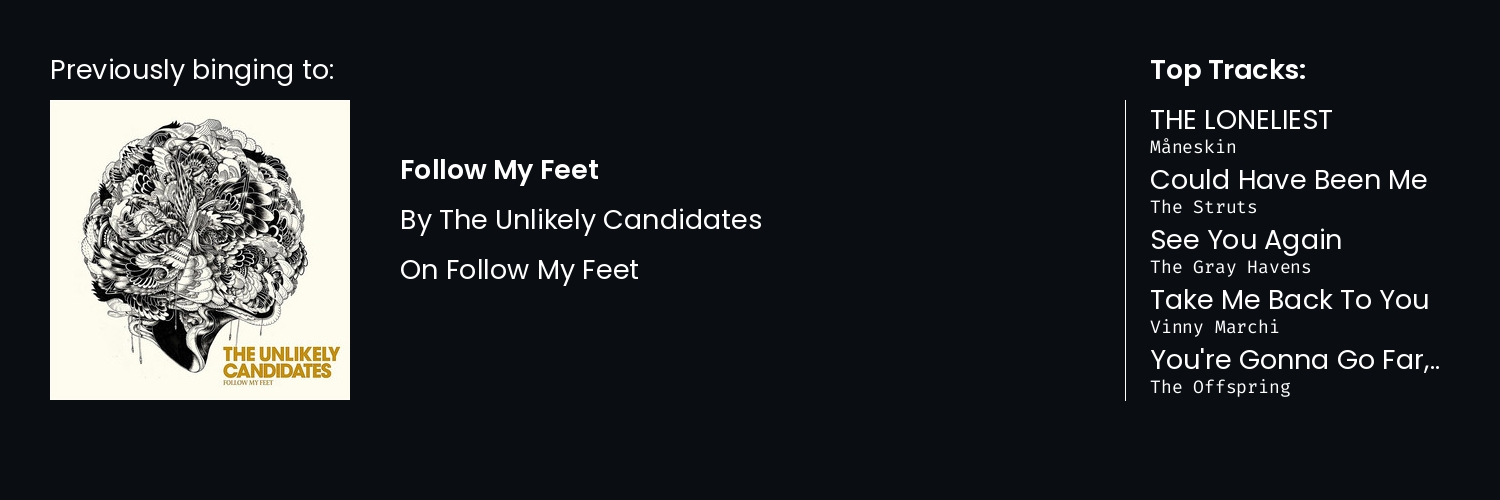 Previously binging to:
THE UNLIKELY
CANDIDATES
FOLLOW MY FEET
Follow My Feet
By The Unlikely Candidates
On Follow My Feet
Top Tracks:
THE LONELIEST
Måneskin
Could Have Been Me
The Struts
See You Again
The Gray Havens
Take Me Back To You
Vinny Marchi
You're Gonna Go Far,..
The Offspring